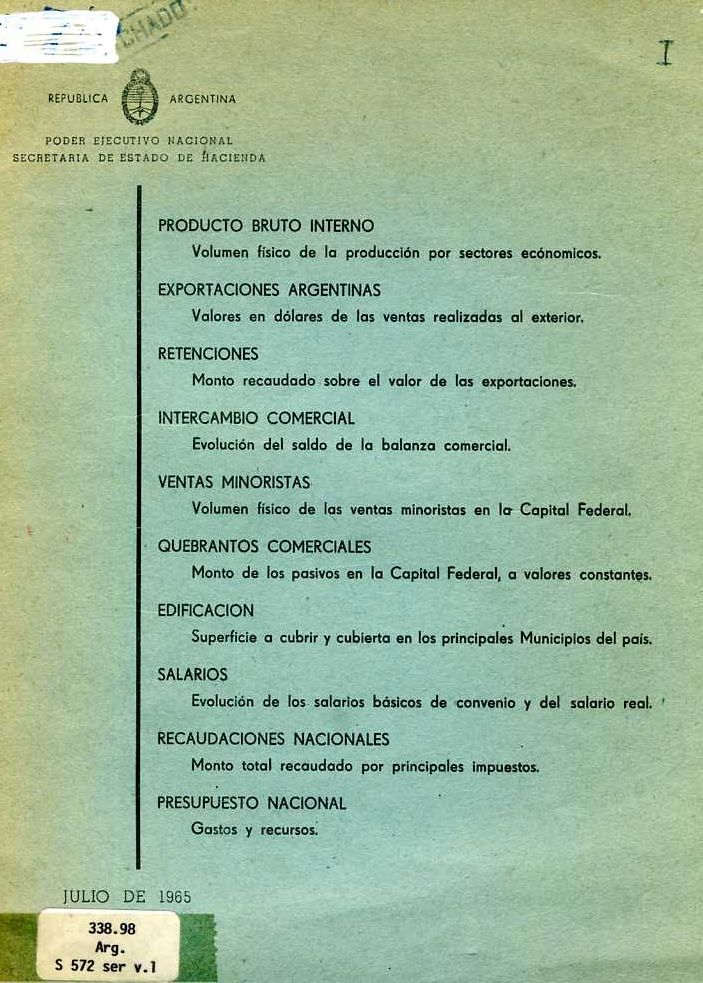 I
REPUBLICA ARGENTINA
PODER EJECUTIVO NACIONAL
SECRETARIA DE ESTADO DE HACIENDA
PRODUCTO BRUTO INTERNO
Volumen físico de la producción por sectores ecónomicos.
EXPORTACIONES ARGENTINAS
Valores en dólares de las ventas realizadas al exterior.
RETENCIONES
Monto recaudado sobre el valor de las exportaciones.
INTERCAMBIO COMERCIAL
Evolución del saldo de la balanza comercial.
VENTAS MINORISTAS
Volumen físico de las ventas minoristas en la Capital Federal.
QUEBRANTOS COMERCIALES
Monto de los pasivos en la Capital Federal, a valores constantes.
EDIFICACION
Superficie a cubrir y cubierta en los principales Municipios del país.
SALARIOS
Evolución de los salarios básicos de convenio y del salario real.
RECAUDACIONES NACIONALES
Monto total recaudado por principales impuestos.
PRESUPUESTO NACIONAL
Gastos y recursos.
JULIO DE 1965
338.98
Arg.
S 572 ser v.1